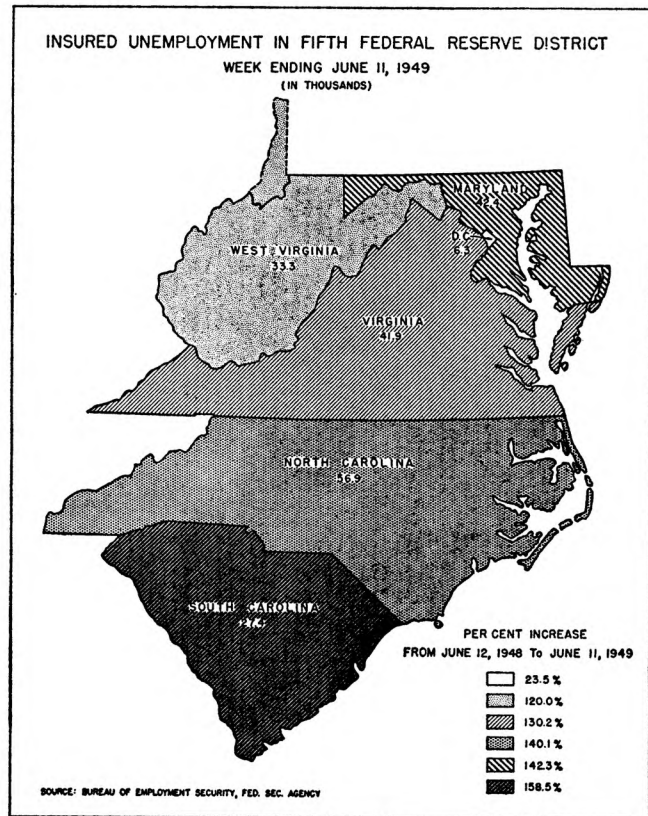 INSURED UNEMPLOYMENT IN FIFTH FEDERAL RESERVE DISTRICT
WEEK ENDING JUNE 11, 1949
(IN THOUSANDS)
MARYLAND
42.4
D.C.
6.3
WEST VIRGINIA
33.3
VIRGINIA
41.9
NORTH CAROLINA
56.9
SOUTH CAROLINA
27.4
PER CENT INCREASE
FROM JUNE 12, 1948 TO JUNE 11, 1949
23.5%
120.0%
130.2%
140.1%
142.3%
158.5%
SOURCE: BUREAU OF EMPLOYMENT SECURITY, FED. SEC. AGENCY